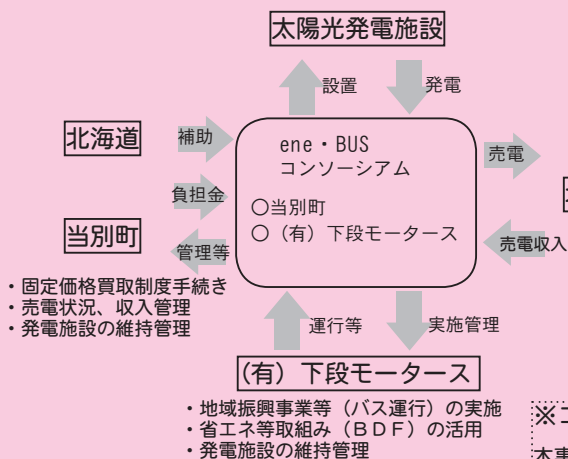 太陽光発電施設
設置
発電
北海道
補助
ene・BUS
コンソーシアム
売電
負担金
○当別町
○（有）下段モータース
当別町
管理等
売電収入
・固定価格買取制度手続き
・売電状況、収入管理
・発電施設の維持管理
運行等
実施管理
(有）下段モータース
・地域振興事業等（バス運行）の実施
・省エネ等取組み（ＢＤＦ）の活用
・発電施設の維持管理
※コ
本事